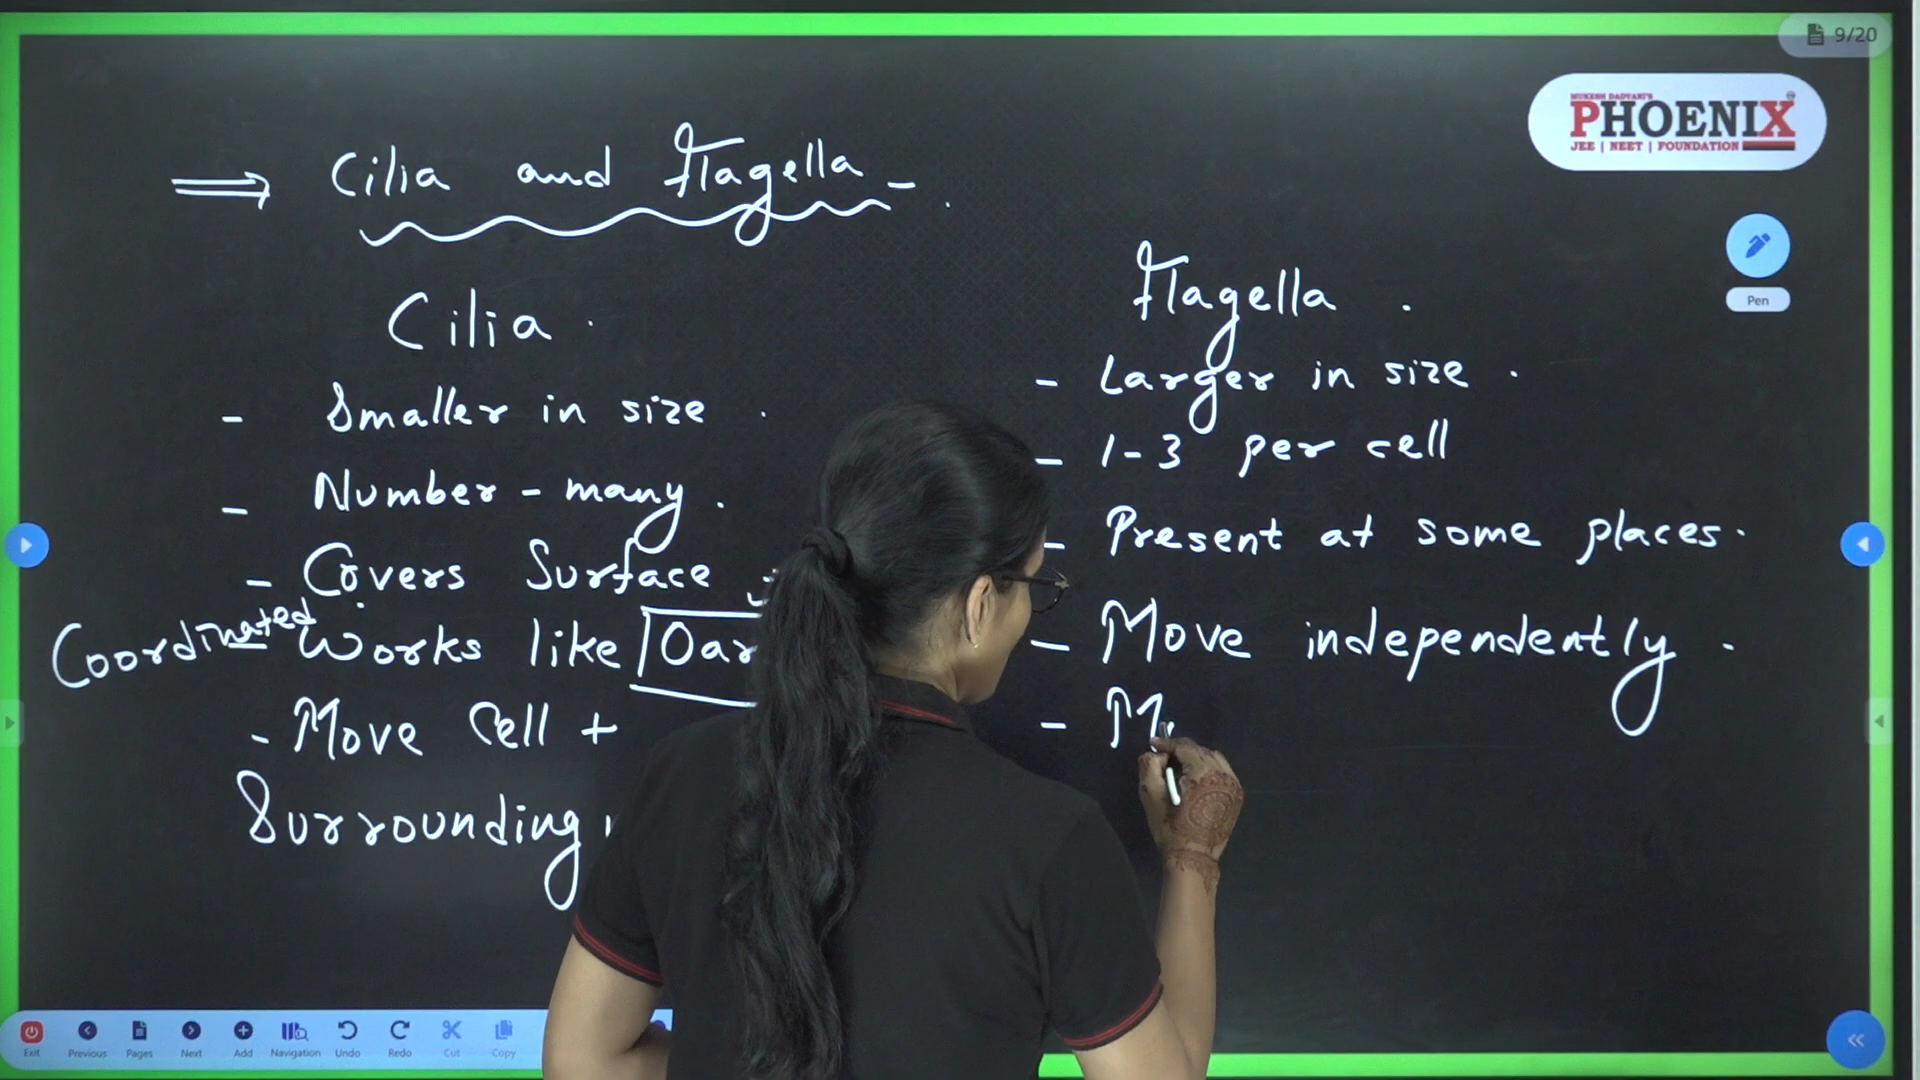 9/20
MUKESH DADVANI'S
PHOENIX
JEE | NEET | FOUNDATION
Pen
⇒ Cilia and Flagella -
Cilia
- Smaller in size
- Number - many
- Covers Surface
Coordinated
- Works like Oar
- Move Cell +
Surrounding
Flagella
- Larger in size
- 1-3 per cell
- Present at some places.
- Move independently
- M
Exit Previous Pages Next Add Navigation Undo Redo Cut Copy